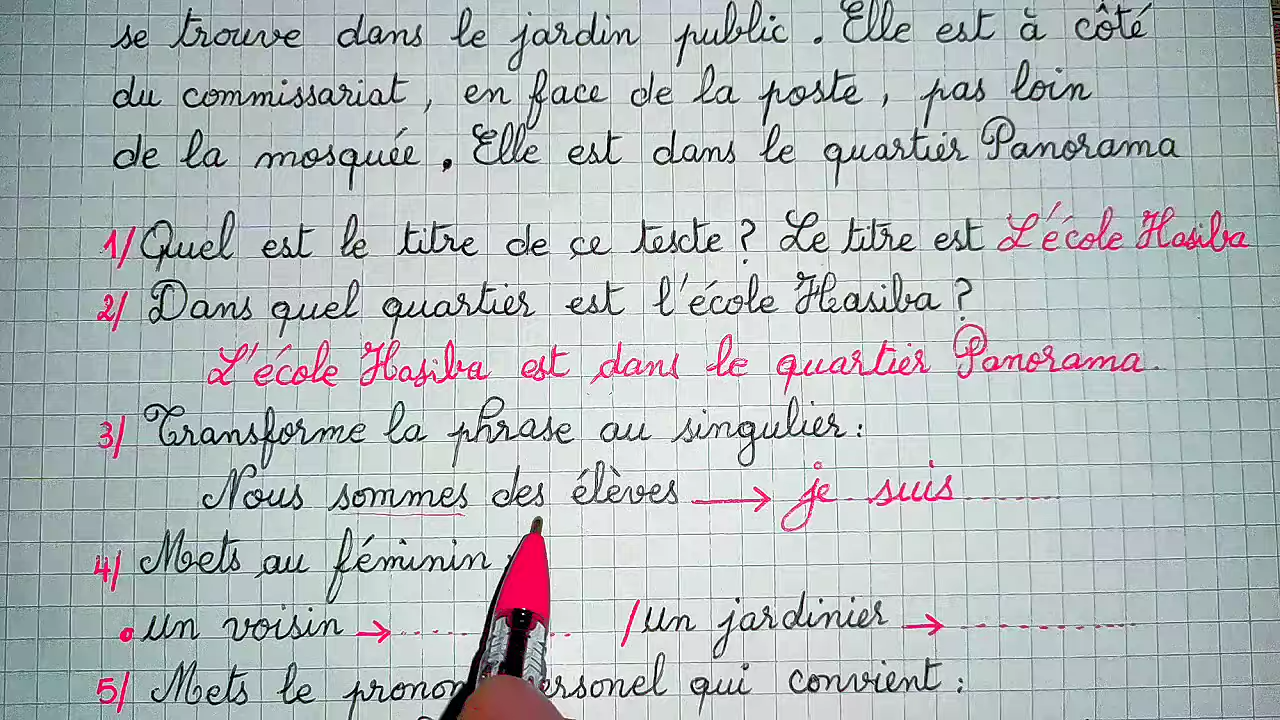 se trouve dans le jardin public. Elle est à côté
du commissariat, en face de la poste, pas loin
de la mosquée. Elle est dans le quartier Panorama
1/ Quel est le titre de ce texte? Le titre est L'école Hasiba
2/ Dans quel quartier est l'école Hasiba?
L'école Hasiba est dans le quartier Panorama.
3/ Transforme la phrase au singulier:
Nous sommes des élèves → je suis ........
4/ Mets au féminin
• un voisin → .......... / Un jardinier → ..........
5/ Mets le pronom personel qui convient: